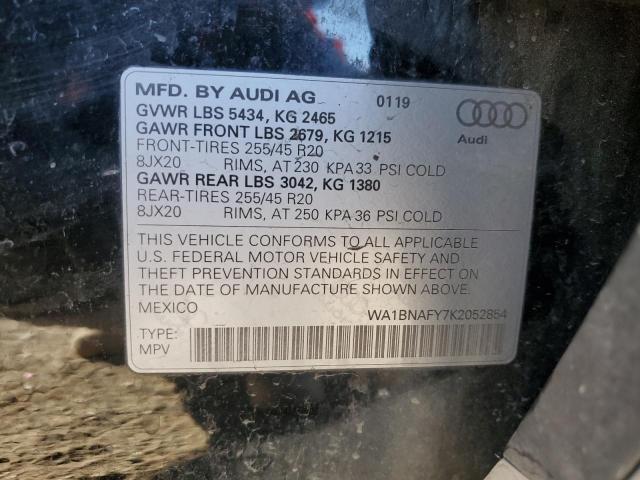 MFD. BY AUDI AG 0119
GVWR LBS 5434, KG 2465
GAWR FRONT LBS 2679, KG 1215
Audi
FRONT-TIRES 255/45 R20
8JX20 RIMS, AT 230 KPA 33 PSI COLD
GAWR REAR LBS 3042, KG 1380
REAR-TIRES 255/45 R20
8JX20 RIMS, AT 250 KPA 36 PSI COLD
THIS VEHICLE CONFORMS TO ALL APPLICABLE
U.S. FEDERAL MOTOR VEHICLE SAFETY AND
THEFT PREVENTION STANDARDS IN EFFECT ON
THE DATE OF MANUFACTURE SHOWN ABOVE.
MEXICO
WA1BNAFY7K2052854
TYPE:
MPV